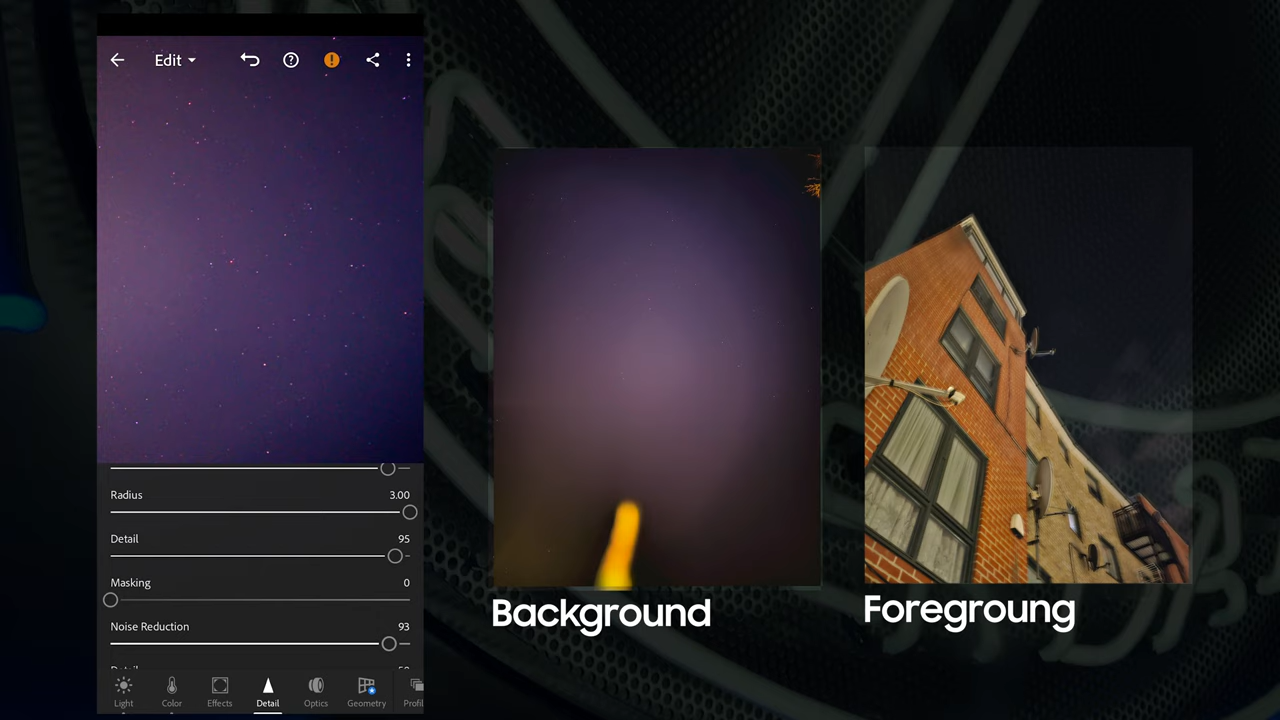 Edit
Radius 3.00
Detail 95
Masking 0
Noise Reduction 93
Light Color Effects Detail Optics Geometry Profil
Background
Foregroung